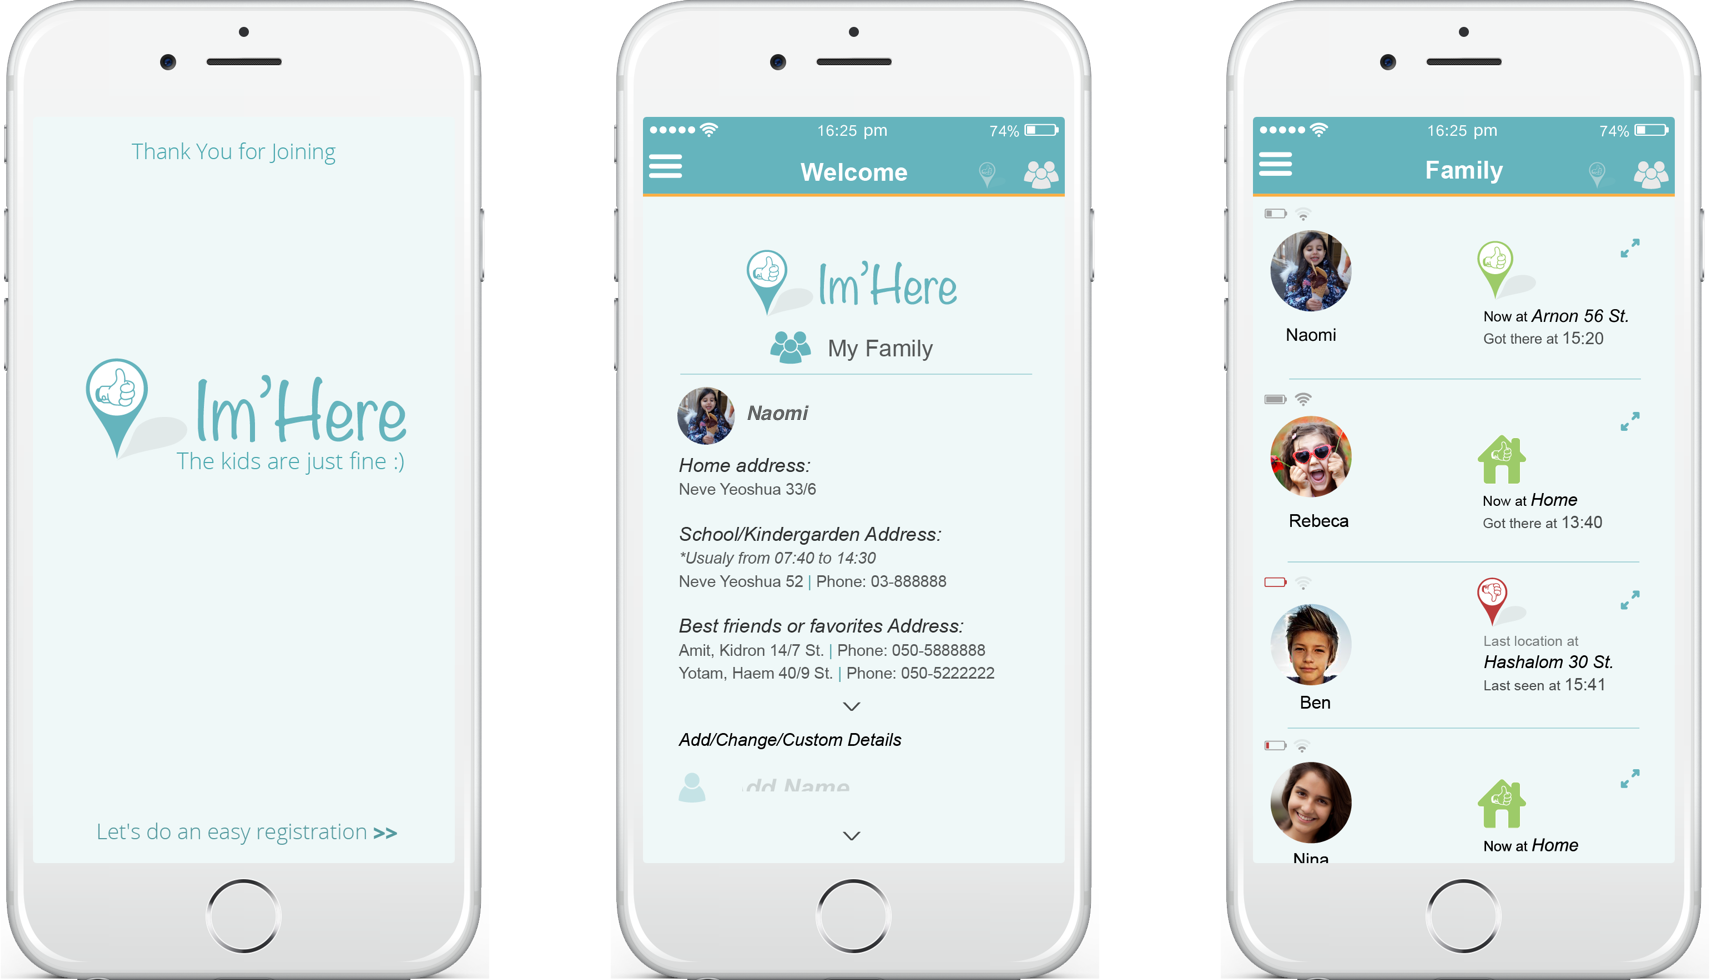 Thank You for Joining
Im'Here
The kids are just fine :)
Let's do an easy registration >>
16:25 pm
74%
Welcome
Im'Here
My Family
Naomi
Home address:
Neve Yeoshua 33/6
School/Kindergarden Address:
*Usualy from 07:40 to 14:30
Neve Yeoshua 52 | Phone: 03-888888
Best friends or favorites Address:
Amit, Kidron 14/7 St. | Phone: 050-5888888
Yotam, Haem 40/9 St. | Phone: 050-5222222
Add/Change/Custom Details
dd Name
16:25 pm
74%
Family
Naomi
Now at Arnon 56 St.
Got there at 15:20
Rebeca
Now at Home
Got there at 13:40
Ben
Last location at
Hashalom 30 St.
Last seen at 15:41
Nina
Now at Home